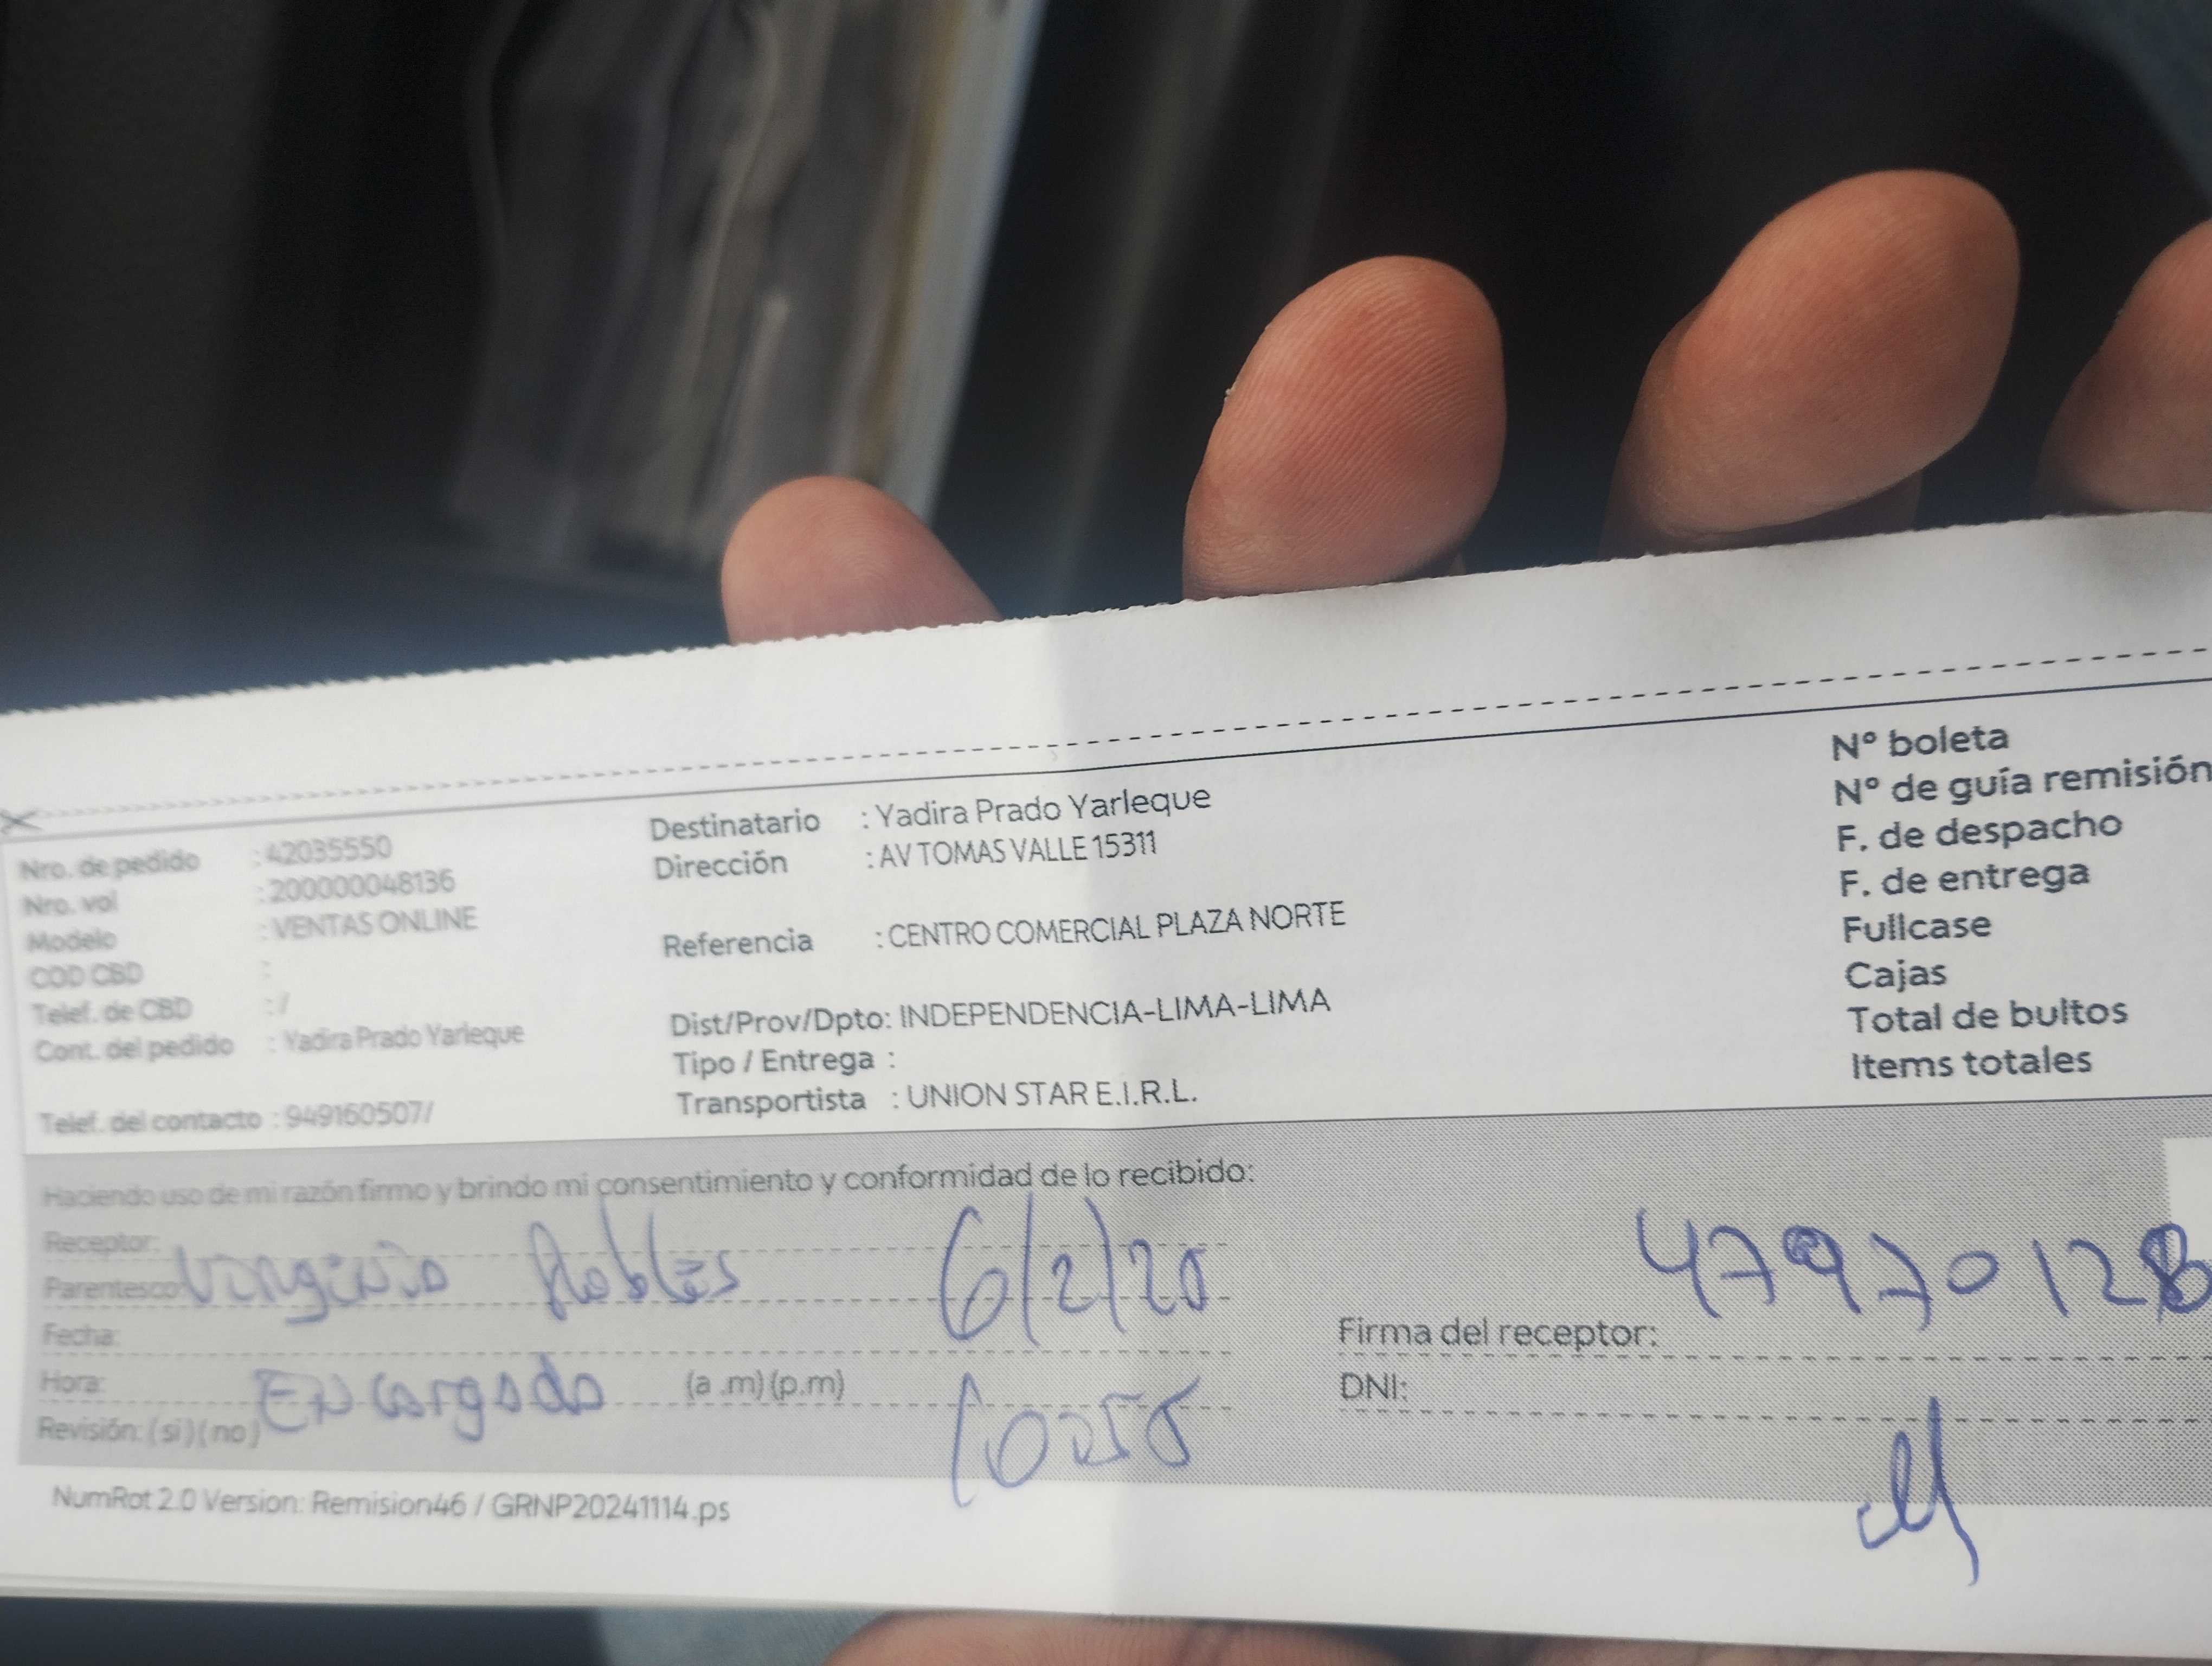 Nro. de pedido : 42035550
Nro. vol : 200000048136
Modelo : VENTAS ONLINE
COD CBD :
Telef. de CBD : /
Cont. del pedido : Yadira Prado Yarleque
Telef. del contacto : 949160507/
Destinatario : Yadira Prado Yarleque
Dirección : AV TOMAS VALLE 15311
Referencia : CENTRO COMERCIAL PLAZA NORTE
Dist/Prov/Dpto: INDEPENDENCIA-LIMA-LIMA
Tipo / Entrega :
Transportista : UNION STAR E.I.R.L.
N° boleta
N° de guía remisión
F. de despacho
F. de entrega
Fullcase
Cajas
Total de bultos
Items totales
Haciendo uso de mi razón firmo y brindo mi consentimiento y conformidad de lo recibido:
Receptor:
Parentesco: Robles 6/2/20
Fecha:
Hora: Encargado (a .m) (p.m)
Revisión: (si) (no)
47970128
Firma del receptor:
DNI:
NumRot 2.0 Version: Remision46 / GRNP20241114.ps